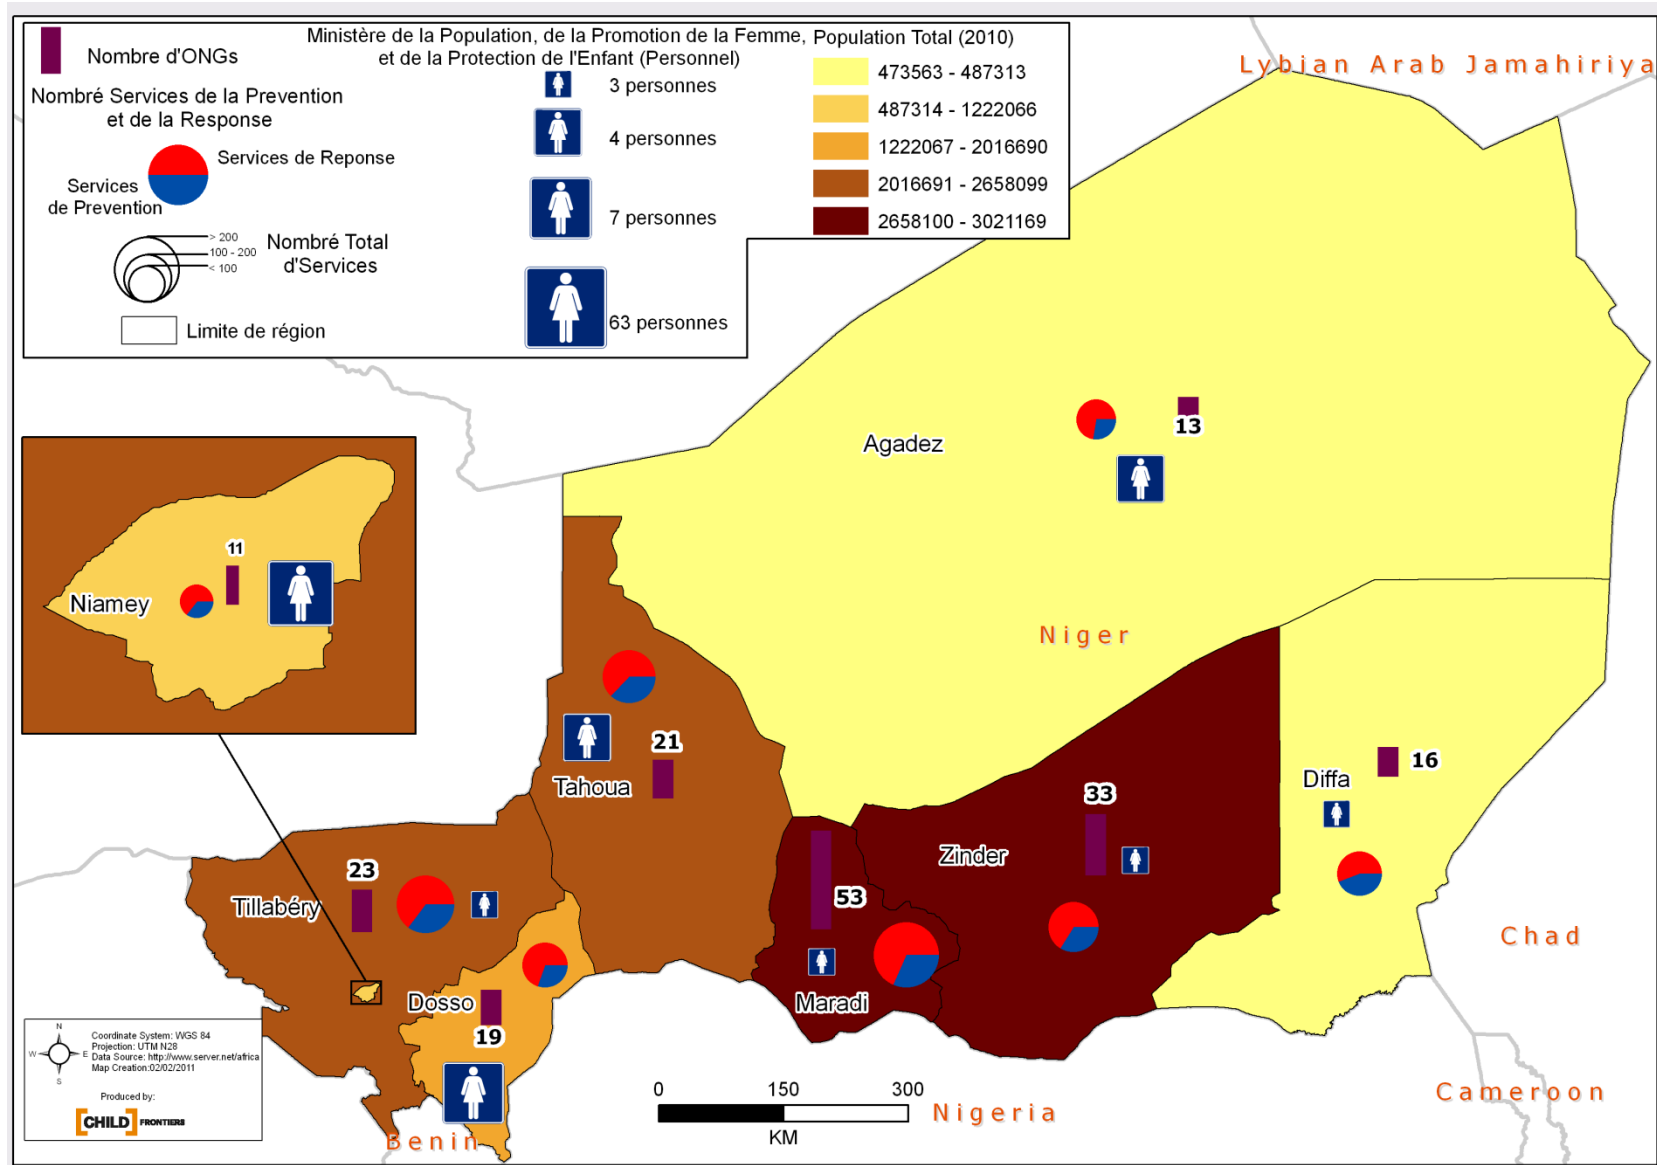 Nombre d'ONGs
Nombré Services de la Prevention
et de la Response
Services de Reponse
Services
de Prevention
> 200
100 - 200
< 100
Nombré Total
d'Services
Limite de région
Ministère de la Population, de la Promotion de la Femme,
et de la Protection de l'Enfant (Personnel)
3 personnes
4 personnes
7 personnes
63 personnes
Population Total (2010)
473563 - 487313
487314 - 1222066
1222067 - 2016690
2016691 - 2658099
2658100 - 3021169
Lybian Arab Jamahiriya
Agadez
13
11
Niamey
Niger
Tahoua
21
Diffa
16
33
Zinder
23
Tillabéry
53
Maradi
Dosso
19
Chad
Cameroon
Nigeria
Benin
0 150 300
KM
N
W E
S
Coordinate System: WGS 84
Projection: UTM N28
Data Source: http://www.server.net/africa
Map Creation:02/02/2011
Produced by:
[CHILD] FRONTIERS